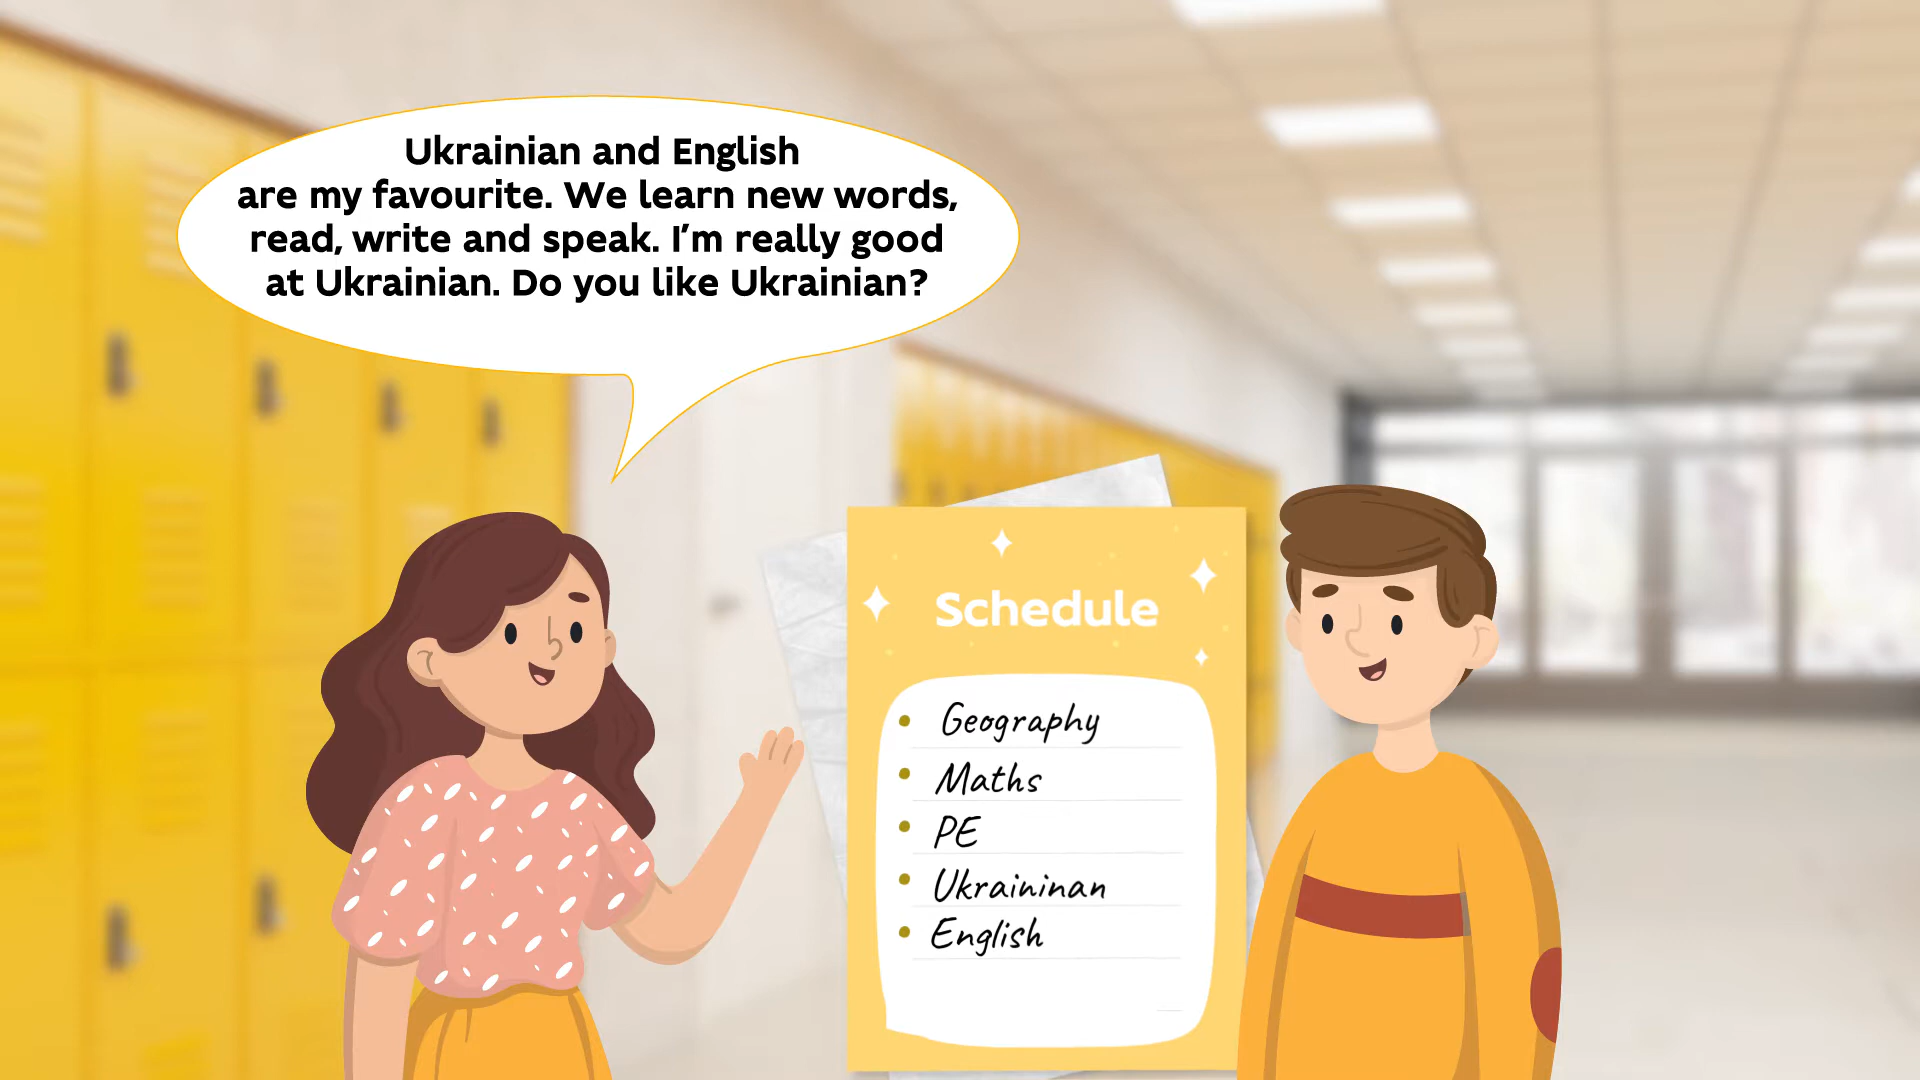 Ukrainian and English
are my favourite. We learn new words,
read, write and speak. I’m really good
at Ukrainian. Do you like Ukrainian?
Schedule
Geography
Maths
PE
Ukraininan
English